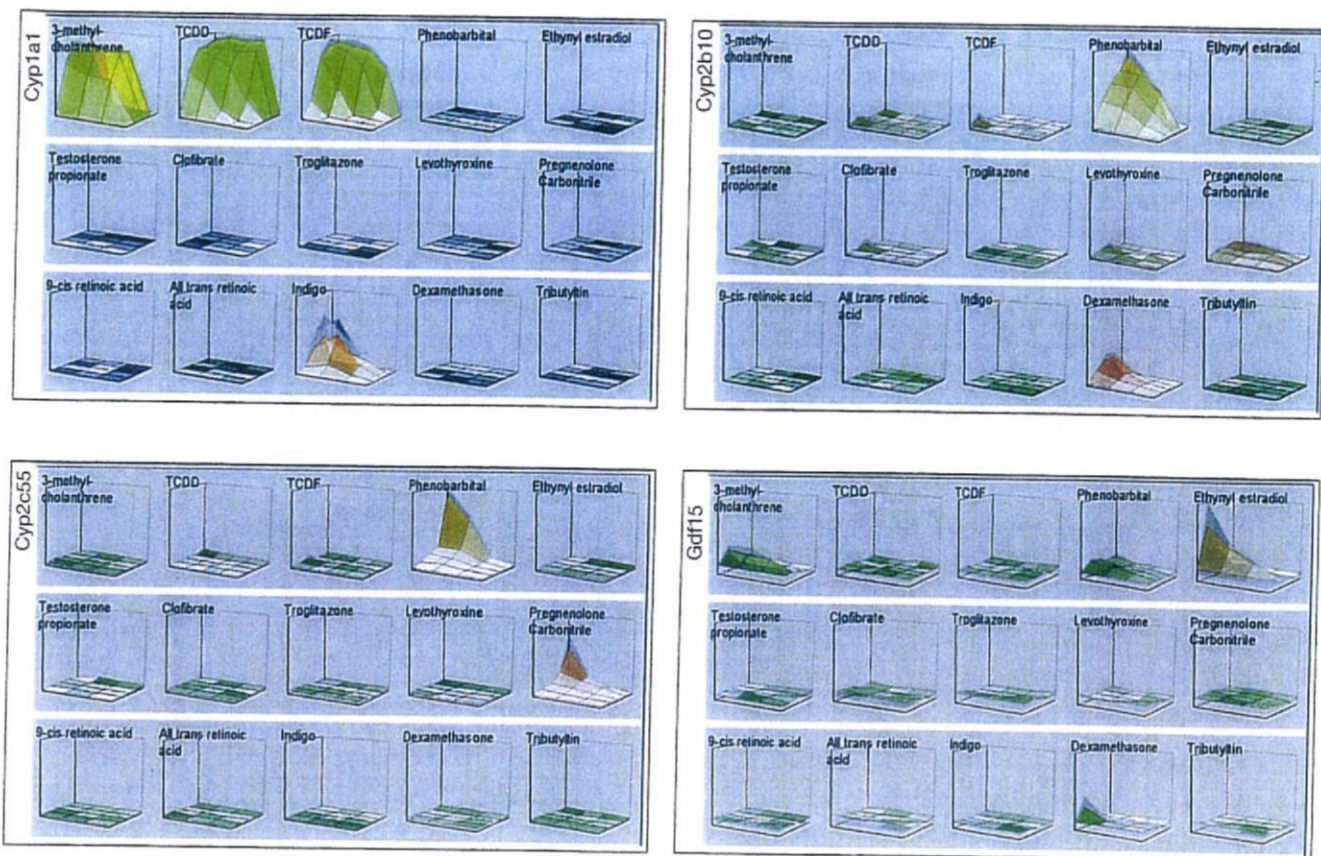 Cyp1a1
3-methyl-
cholanthrene
TCDD
TCDF
Phenobarbital
Ethynyl estradiol
Testosterone
propionate
Clofibrate
Troglitazone
Levothyroxine
Pregnenolone
Carbonitrile
9-cis retinoic acid
All trans retinoic
acid
Indigo
Dexamethasone
Tributyltin
Cyp2b10
3-methyl-
cholanthrene
TCDD
TCDF
Phenobarbital
Ethynyl estradiol
Testosterone
propionate
Clofibrate
Troglitazone
Levothyroxine
Pregnenolone
Carbonitrile
9-cis retinoic acid
All trans retinoic
acid
Indigo
Dexamethasone
Tributyltin
Cyp2c55
3-methyl-
cholanthrene
TCDD
TCDF
Phenobarbital
Ethynyl estradiol
Testosterone
propionate
Clofibrate
Troglitazone
Levothyroxine
Pregnenolone
Carbonitrile
9-cis retinoic acid
All trans retinoic
acid
Indigo
Dexamethasone
Tributyltin
Gdf15
3-methyl-
cholanthrene
TCDD
TCDF
Phenobarbital
Ethynyl estradiol
Testosterone
propionate
Clofibrate
Troglitazone
Levothyroxine
Pregnenolone
Carbonitrile
9-cis retinoic acid
All trans retinoic
acid
Indigo
Dexamethasone
Tributyltin